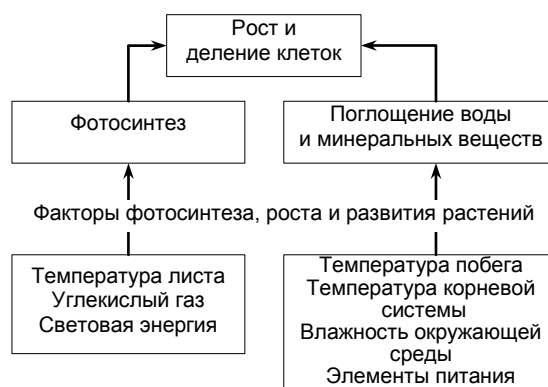 Рост и
деление клеток
Фотосинтез
Поглощение воды
и минеральных веществ
Факторы фотосинтеза, роста и развития растений
Температура листа
Углекислый газ
Световая энергия
Температура побега
Температура корневой
системы
Влажность окружающей
среды
Элементы питания